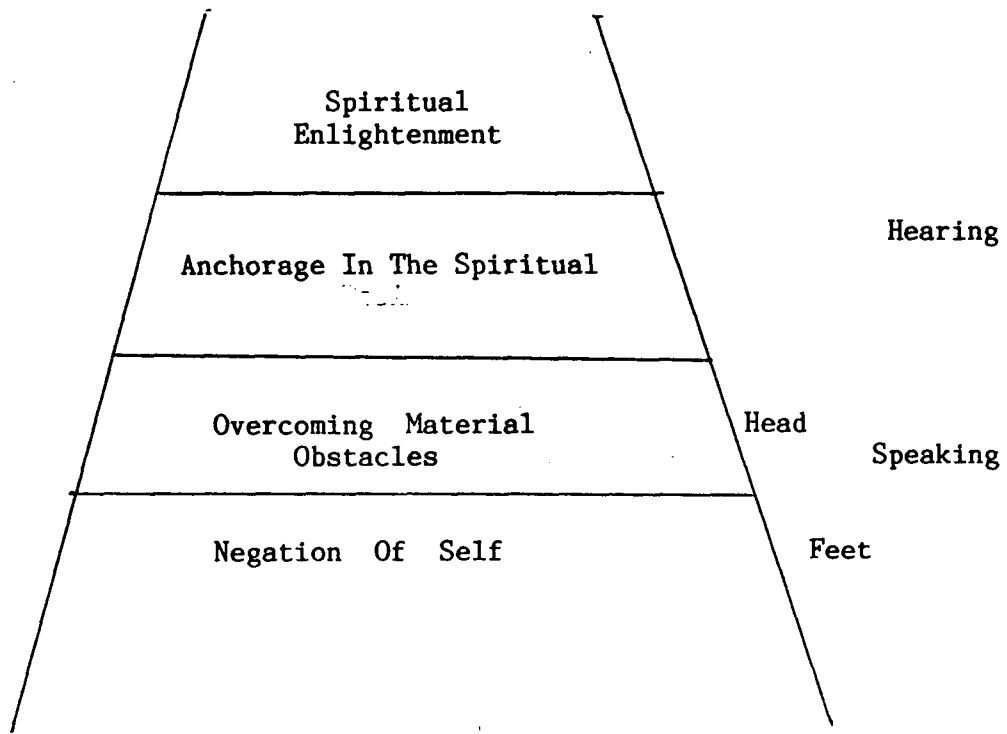 Spiritual
Enlightenment
Hearing
Anchorage In The Spiritual
Overcoming Material
Obstacles
Head
Speaking
Negation Of Self
Feet